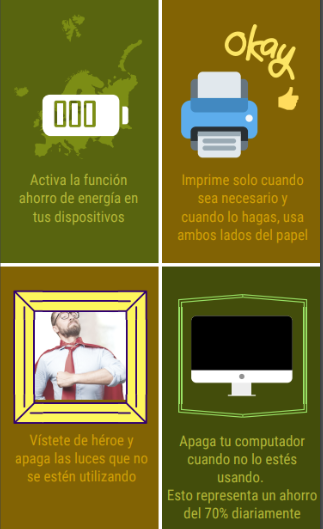 Activa la función
ahorro de energía en
tus dispositivos
okay
Imprime solo cuando
sea necesario y
cuando lo hagas, usa
ambos lados del papel
Vístete de héroe y
apaga las luces que no
se estén utilizando
Apaga tu computador
cuando no lo estés
usando.
Esto representa un ahorro
del 70% diariamente